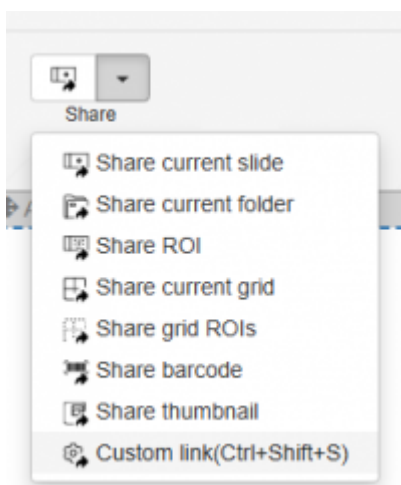 Share
Share current slide
Share current folder
Share ROI
Share current grid
Share grid ROIs
Share barcode
Share thumbnail
Custom link(Ctrl+Shift+S)